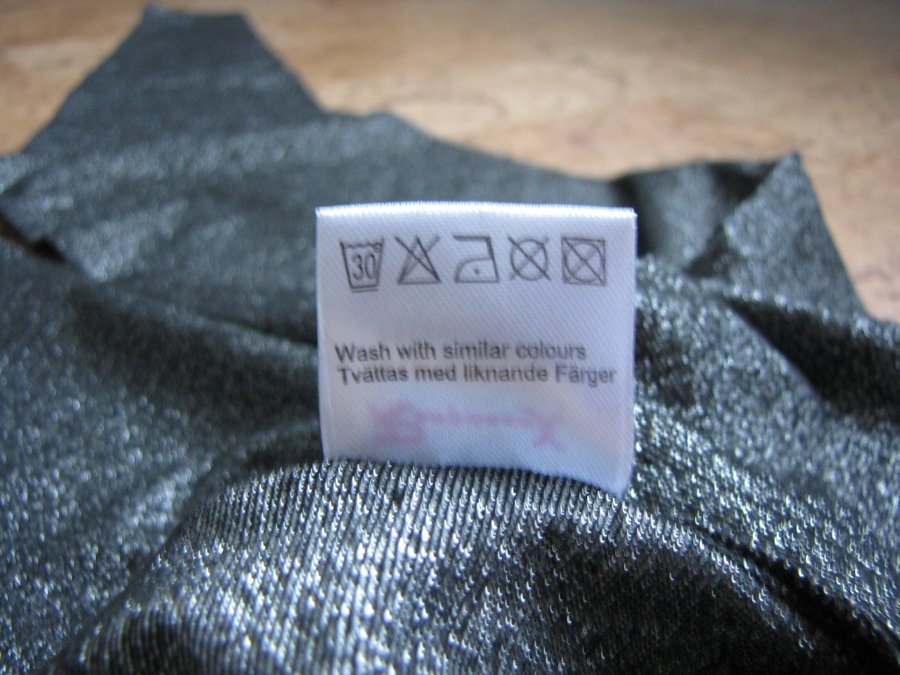 30
Wash with similar colours
Tvättas med liknande Färger